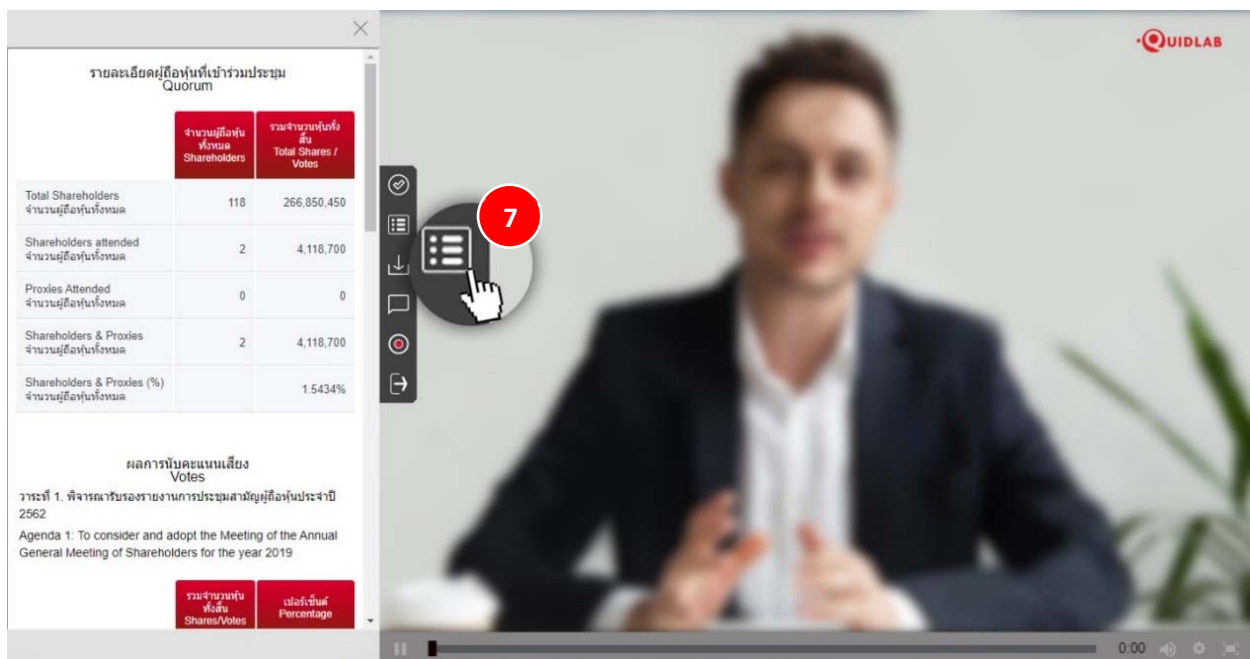 QUIDLAB
รายละเอียดผู้ถือหุ้นที่เข้าร่วมประชุม
Quorum
จำนวนผู้ถือหุ้น
ทั้งหมด
Shareholders
รวมจำนวนหุ้นทั้ง
สิ้น
Total Shares /
Votes
Total Shareholders
จำนวนผู้ถือหุ้นทั้งหมด
118
266,850,450
Shareholders attended
จำนวนผู้ถือหุ้นทั้งหมด
2
4,118,700
Proxies Attended
จำนวนผู้ถือหุ้นทั้งหมด
0
0
Shareholders & Proxies
จำนวนผู้ถือหุ้นทั้งหมด
2
4,118,700
Shareholders & Proxies (%)
จำนวนผู้ถือหุ้นทั้งหมด
1.5434%
ผลการนับคะแนนเสียง
Votes
วาระที่ 1. พิจารณารับรองรายงานการประชุมสามัญผู้ถือหุ้นประจำปี
2562
Agenda 1: To consider and adopt the Meeting of the Annual
General Meeting of Shareholders for the year 2019
รวมจำนวนหุ้น
ทั้งสิ้น
Shares/Votes
เปอร์เซ็นต์
Percentage
7
0:00